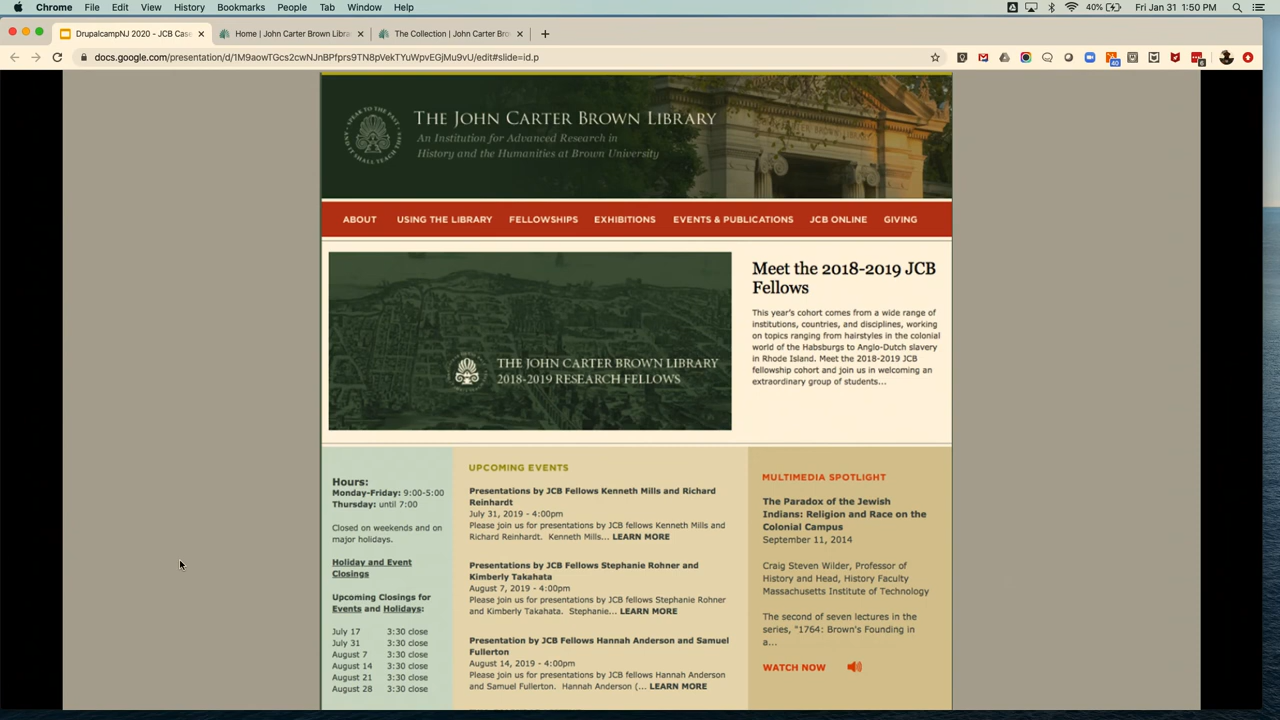 Chrome File Edit View History Bookmarks People Tab Window Help
40% Fri Jan 31 1:50 PM
DrupalcampNJ 2020 - JCB Cas
Home | John Carter Brown Libra
The Collection | John Carter Bro
docs.google.com/presentation/d/1M9aowTGcs2cwNJnBPfprs9TN8pVekTYuWpvEGjMu9vU/edit#slide=id.p
THE JOHN CARTER BROWN LIBRARY
An Institution for Advanced Research in
History and the Humanities at Brown University
ABOUT USING THE LIBRARY FELLOWSHIPS EXHIBITIONS EVENTS & PUBLICATIONS JCB ONLINE GIVING
THE JOHN CARTER BROWN LIBRARY
2018-2019 RESEARCH FELLOWS
Meet the 2018-2019 JCB
Fellows
This year's cohort comes from a wide range of
institutions, countries, and disciplines, working
on topics ranging from hairstyles in the colonial
world of the Habsburgs to Anglo-Dutch slavery
in Rhode Island. Meet the 2018-2019 JCB
fellowship cohort and join us in welcoming an
extraordinary group of students...
Hours:
Monday-Friday: 9:00-5:00
Thursday: until 7:00
Closed on weekends and on
major holidays.
Holiday and Event
Closings
Upcoming Closings for
Events and Holidays:
July 17 3:30 close
July 31 3:30 close
August 7 3:30 close
August 14 3:30 close
August 21 3:30 close
August 28 3:30 close
UPCOMING EVENTS
Presentations by JCB Fellows Kenneth Mills and Richard
Reinhardt
July 31, 2019 - 4:00pm
Please join us for presentations by JCB fellows Kenneth Mills and
Richard Reinhardt. Kenneth Mills... LEARN MORE
Presentations by JCB Fellows Stephanie Rohner and
Kimberly Takahata
August 7, 2019 - 4:00pm
Please join us for presentations by JCB fellows Stephanie Rohner
and Kimberly Takahata. Stephanie... LEARN MORE
Presentation by JCB Fellows Hannah Anderson and Samuel
Fullerton
August 14, 2019 - 4:00pm
Please join us for presentations by JCB fellows Hannah Anderson
and Samuel Fullerton. Hannah Anderson (... LEARN MORE
MULTIMEDIA SPOTLIGHT
The Paradox of the Jewish
Indians: Religion and Race on the
Colonial Campus
September 11, 2014
Craig Steven Wilder, Professor of
History and Head, History Faculty
Massachusetts Institute of Technology
The second of seven lectures in the
series, "1764: Brown's Founding in
a...
WATCH NOW